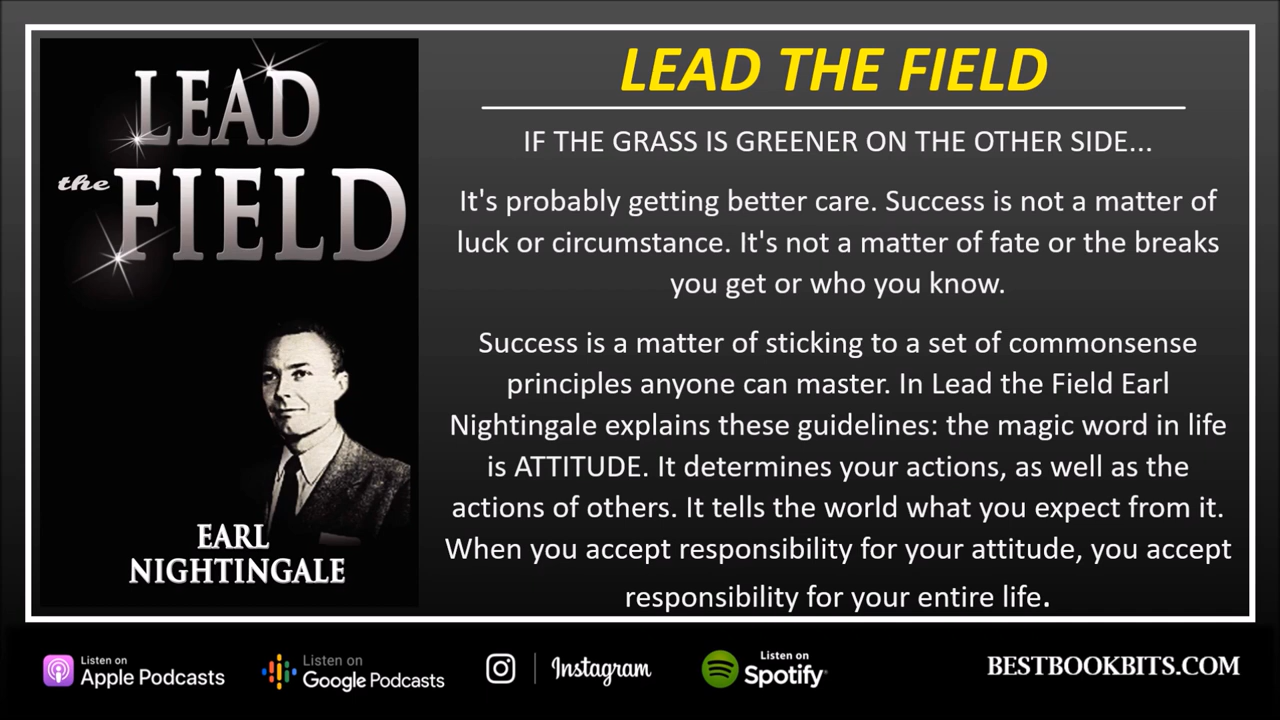 LEAD
the FIELD
EARL
NIGHTINGALE
LEAD THE FIELD
IF THE GRASS IS GREENER ON THE OTHER SIDE...
It's probably getting better care. Success is not a matter of
luck or circumstance. It's not a matter of fate or the breaks
you get or who you know.
Success is a matter of sticking to a set of commonsense
principles anyone can master. In Lead the Field Earl
Nightingale explains these guidelines: the magic word in life
is ATTITUDE. It determines your actions, as well as the
actions of others. It tells the world what you expect from it.
When you accept responsibility for your attitude, you accept
responsibility for your entire life.
Listen on
Apple Podcasts
Listen on
Google Podcasts
Instagram
Listen on
Spotify
BESTBOOKBITS.COM